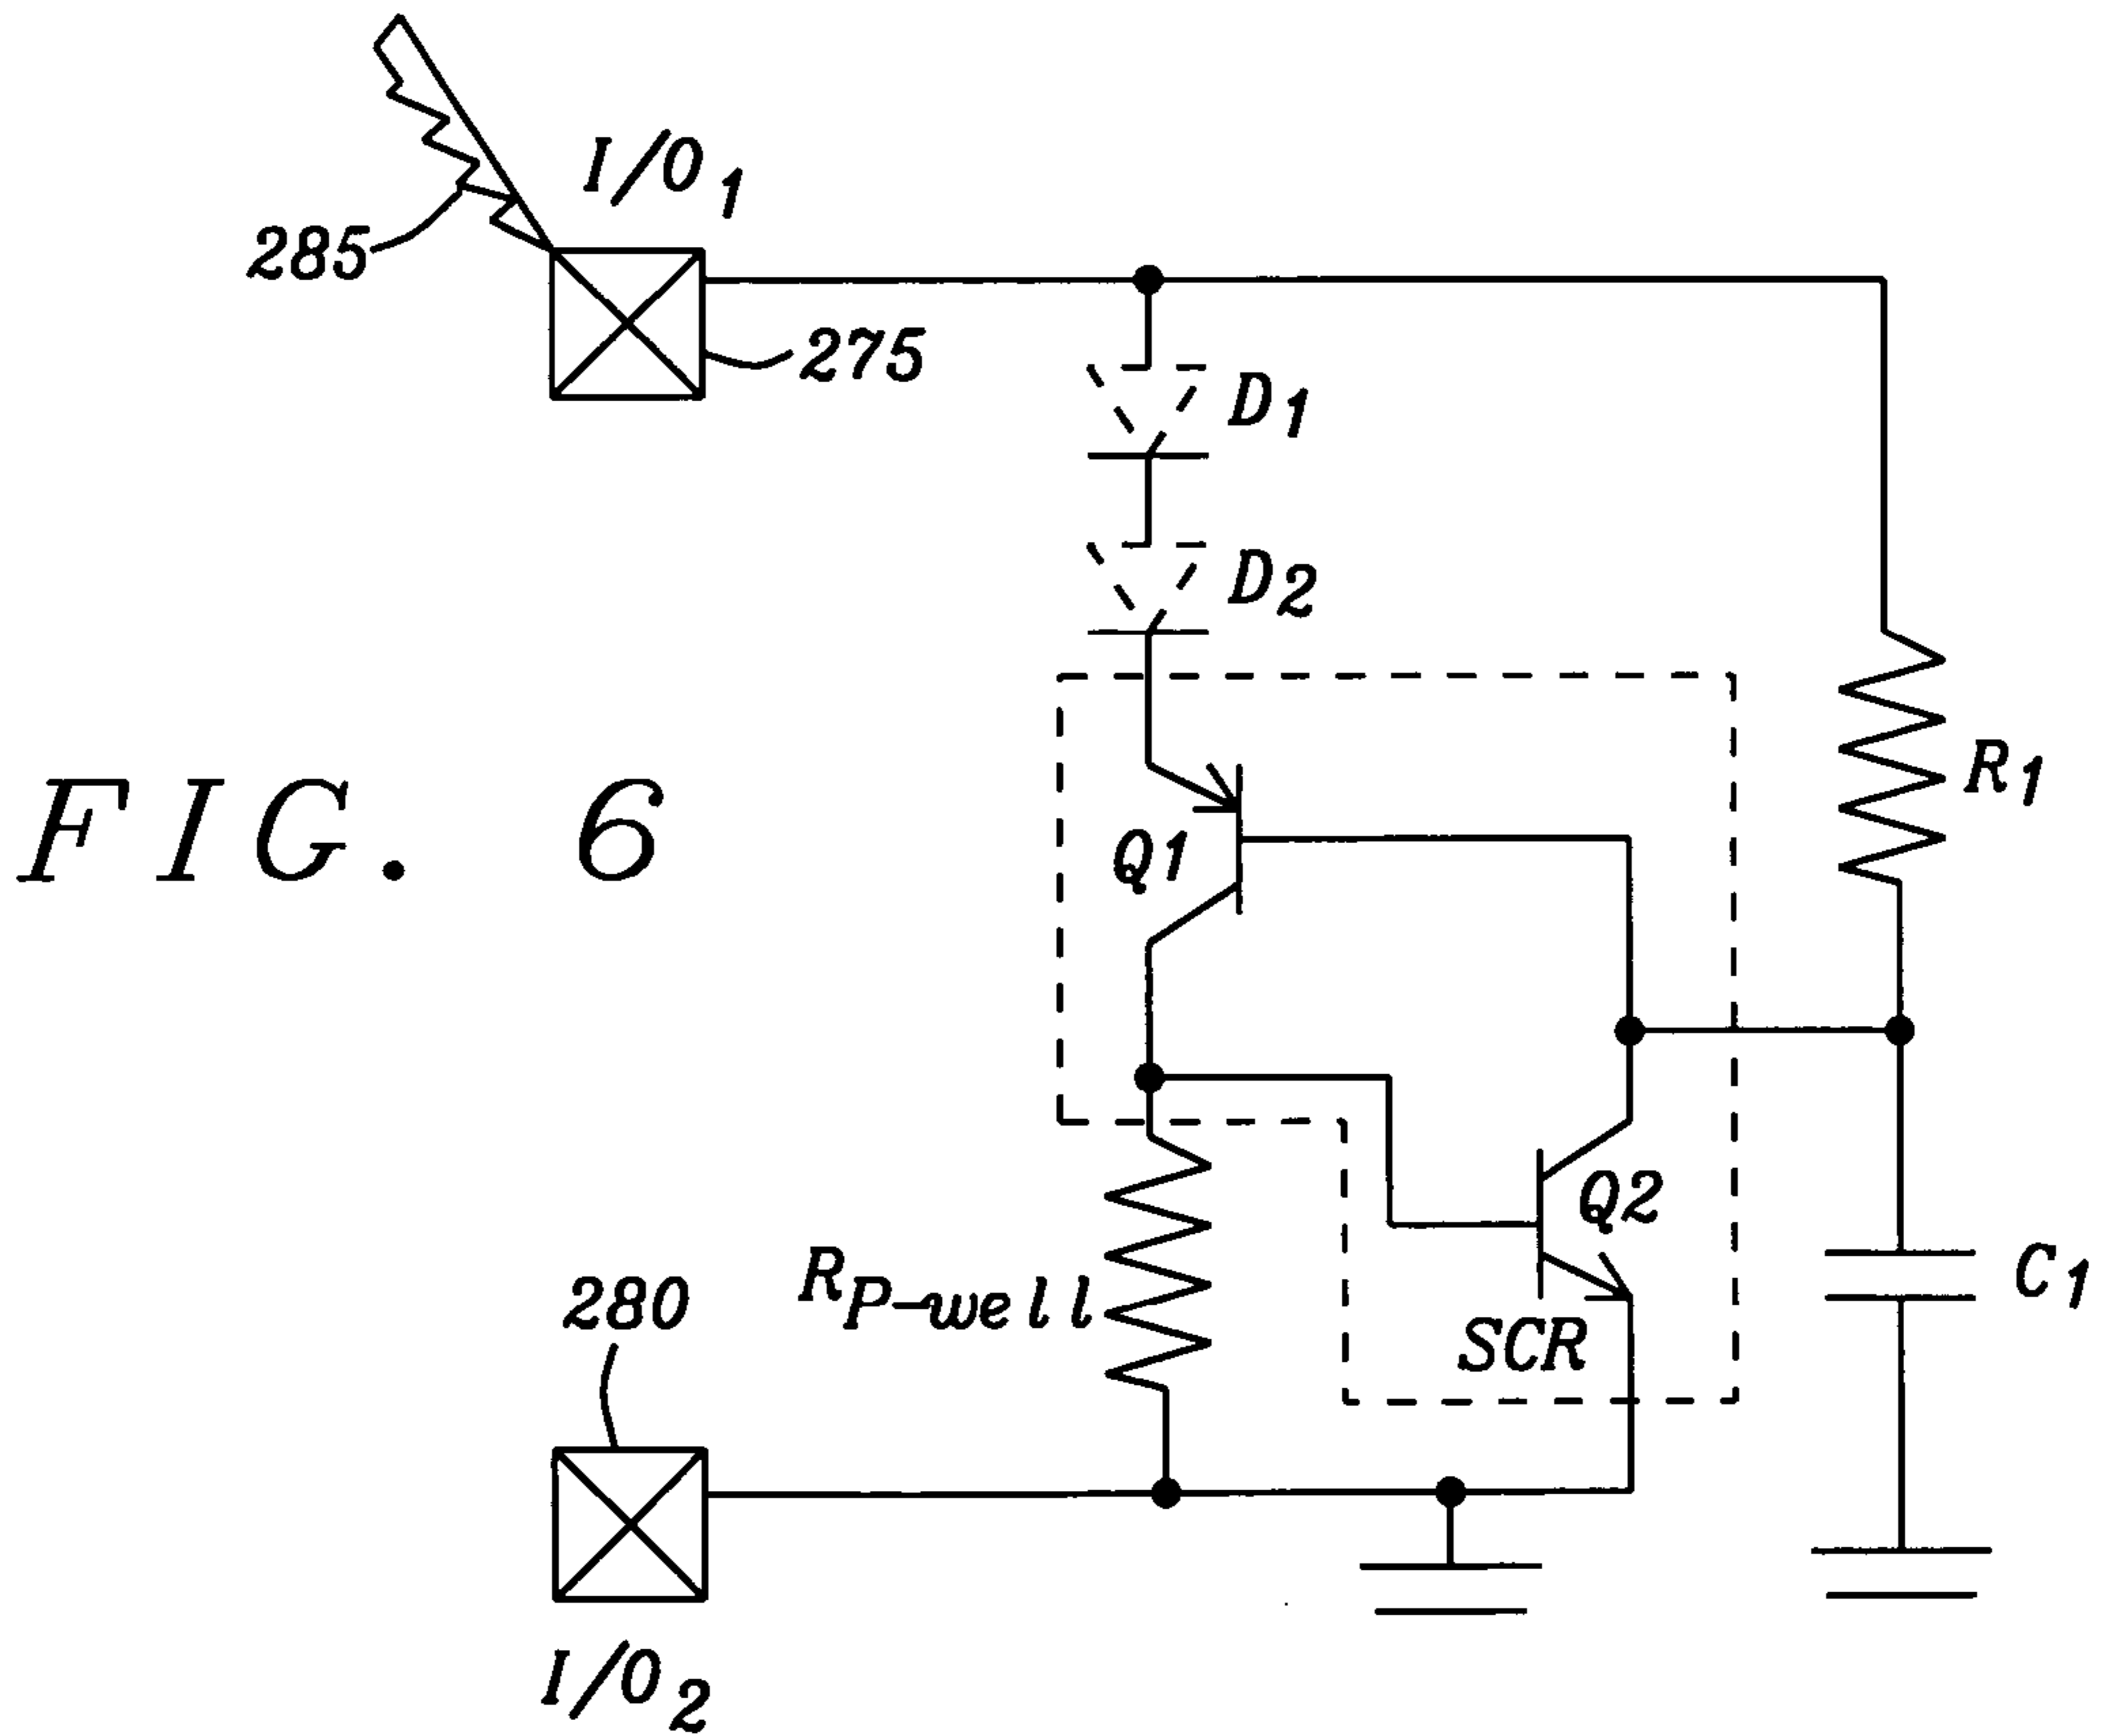 I/O1
285
275
D1
D2
R1
Q1
FIG. 6
Q2
RP-well
C1
280
SCR
I/O2